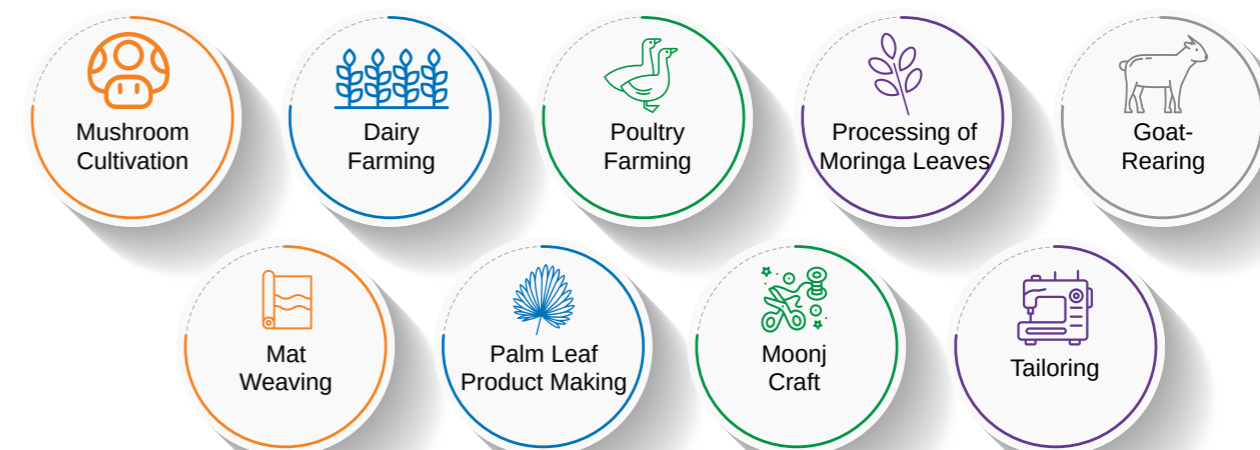 Mushroom
Cultivation
Dairy
Farming
Poultry
Farming
Processing of
Moringa Leaves
Goat-
Rearing
Mat
Weaving
Palm Leaf
Product Making
Moonj
Craft
Tailoring